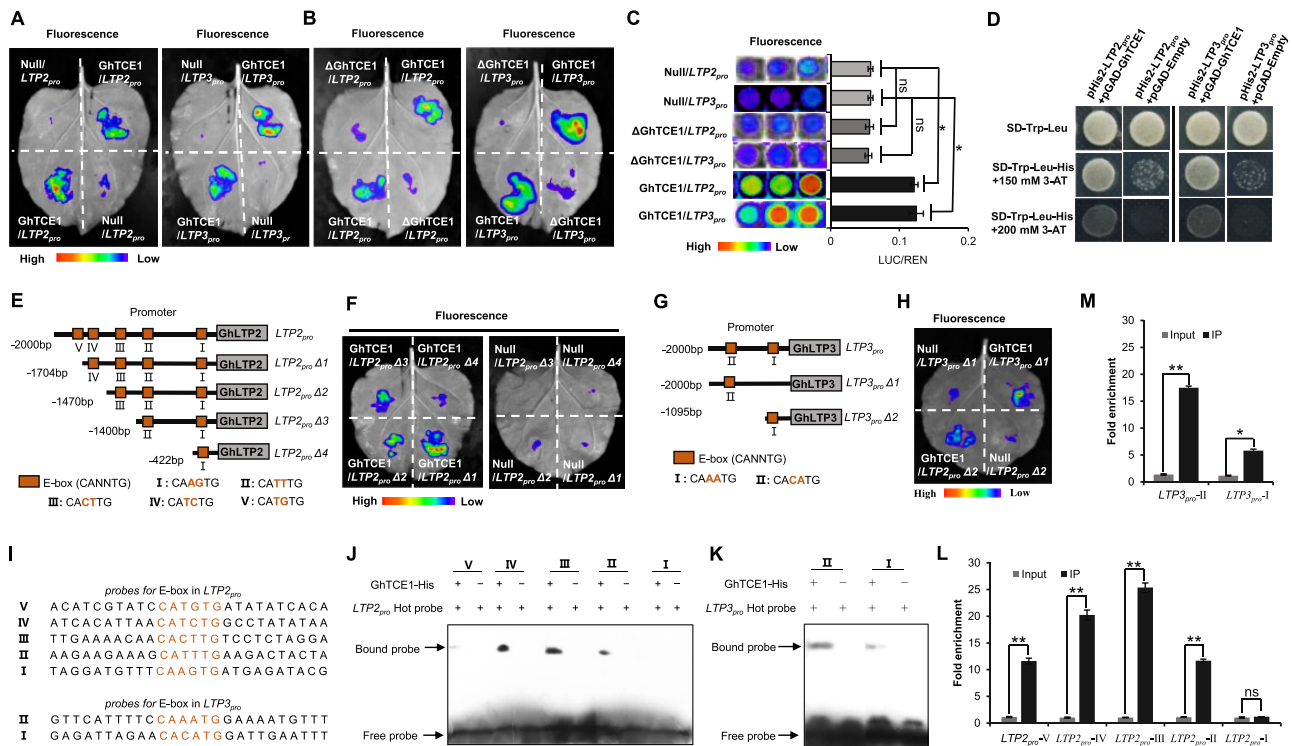 A
Fluorescence
Fluorescence
Null/
LTP2pro
GhTCE1
/LTP2pro
Null
/LTP3pro
GhTCE1
/LTP3pro
GhTCE1
/LTP2pro
Null
/LTP2pro
GhTCE1
/LTP3pro
Null
/LTP3pr
High Low
B
Fluorescence
Fluorescence
ΔGhTCE1
/LTP2pro
GhTCE1
/LTP2pro
ΔGhTCE1
/LTP3pro
GhTCE1
/LTP3pro
GhTCE1
/LTP2pro
ΔGhTCE1
/LTP2pro
GhTCE1
/LTP3pro
ΔGhTCE1
/LTP3pro
High Low
C
Fluorescence
Null/LTP2pro
Null/LTP3pro
ΔGhTCE1/LTP2pro
ΔGhTCE1/LTP3pro
GhTCE1/LTP2pro
GhTCE1/LTP3pro
ns
ns
*
*
High Low
0 0.1 0.2
LUC/REN
D
pHis2-LTP2pro
+pGAD-GhTCE1
pHis2-LTP2pro
+pGAD-Empty
pHis2-LTP3pro
+pGAD-GhTCE1
pHis2-LTP3pro
+pGAD-Empty
SD-Trp-Leu
SD-Trp-Leu-His
+150 mM 3-AT
SD-Trp-Leu-His
+200 mM 3-AT
E
Promoter
-2000bp V IV III II I GhLTP2 LTP2pro
-1704bp IV III II I GhLTP2 LTP2pro Δ1
-1470bp III II I GhLTP2 LTP2pro Δ2
-1400bp II I GhLTP2 LTP2pro Δ3
-422bp I GhLTP2 LTP2pro Δ4
E-box (CANNTG) I: CAAGTG II: CATTTG
III: CACTTG IV: CATCTG V: CATGTG
F
Fluorescence
GhTCE1
/LTP2pro Δ3
GhTCE1
/LTP2pro Δ4
Null
/LTP2pro Δ3
Null
/LTP2pro Δ4
GhTCE1
/LTP2pro Δ2
GhTCE1
/LTP2pro Δ1
Null
/LTP2pro Δ2
Null
/LTP2pro Δ1
High Low
G
Promoter
-2000bp II I GhLTP3 LTP3pro
-2000bp II GhLTP3 LTP3pro Δ1
-1095bp I GhLTP3 LTP3pro Δ2
E-box (CANNTG)
I: CAAATG II: CACATG
H
Fluorescence
Null
/LTP3pro Δ1
GhTCE1
/LTP3pro Δ1
GhTCE1
/LTP3pro Δ2
Null
/LTP3pro Δ2
High Low
M
Fold enrichment
Input IP
30
25
20
15
10
5
0
**
*
LTP3pro-II LTP3pro-I
I
probes for E-box in LTP2pro
V ACATCGTATCCATGTGATATATCACA
IV ATCACATTAACATCTGGCCTATATAA
III TTGAAAACAACACTTGTCCTCTAGGA
II AAGAAGAAAGCATTTGAAGACTACTA
I TAGGATGTTTCAAGTGATGAGATACG
probes for E-box in LTP3pro
II GTTCATTTTCCAAATGGAAAATGTTT
I GAGATTAGAACACATGGATTGAATTT
J
V IV III II I
GhTCE1-His + − + − + − + − + −
LTP2pro Hot probe + + + + + + + + + +
Bound probe
Free probe
K
II I
GhTCE1-His + − + −
LTP3pro Hot probe + + + +
Bound probe
Free probe
L
Fold enrichment
Input IP
30
25
20
15
10
5
0
**
**
**
**
ns
LTP2pro-V LTP2pro-IV LTP2pro-III LTP2pro-II LTP2pro-I